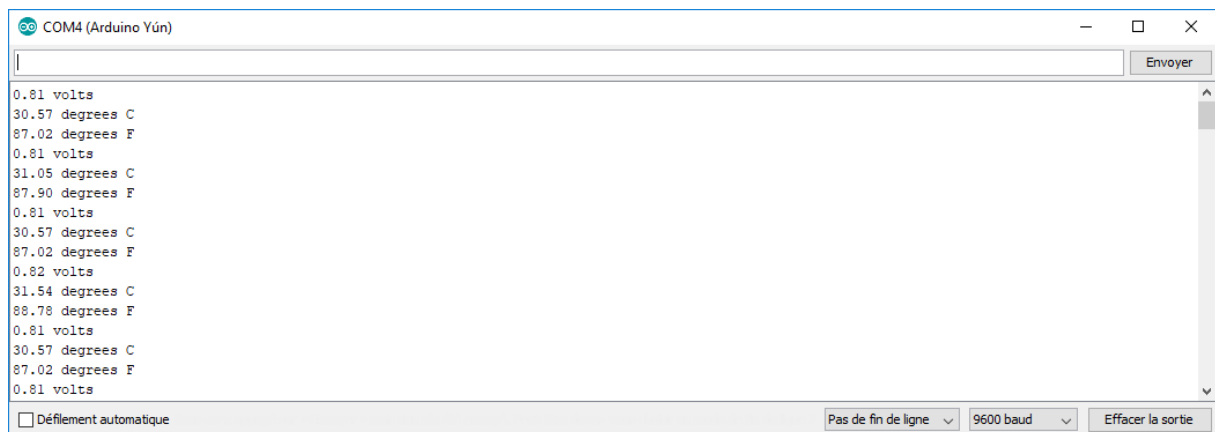 COM4 (Arduino Yún)
Envoyer
0.81 volts
30.57 degrees C
87.02 degrees F
0.81 volts
31.05 degrees C
87.90 degrees F
0.81 volts
30.57 degrees C
87.02 degrees F
0.82 volts
31.54 degrees C
88.78 degrees F
0.81 volts
30.57 degrees C
87.02 degrees F
0.81 volts
Défilement automatique
Pas de fin de ligne
9600 baud
Effacer la sortie